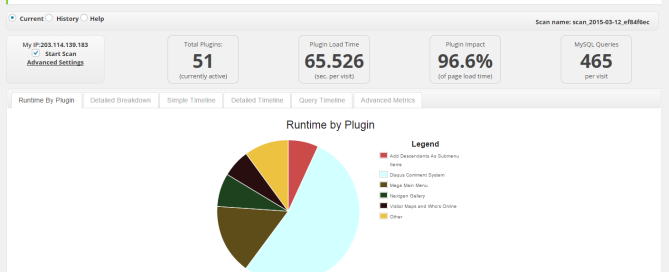 Current History Help
Scan name: scan_2015-03-12_ef84f6ec
My IP:203.114.139.183
Start Scan
Advanced Settings
Total Plugins:
51
(currently active)
Plugin Load Time
65.526
(sec. per visit)
Plugin Impact
96.6%
(of page load time)
MySQL Queries
465
per visit
Runtime By Plugin Detailed Breakdown Simple Timeline Detailed Timeline Query Timeline Advanced Metrics
Runtime by Plugin
Legend
Add Descendants As Submenu
Items
Disqus Comment System
Mega Main Menu
Nextgen Gallery
Visitor Maps and Who's Online
Other